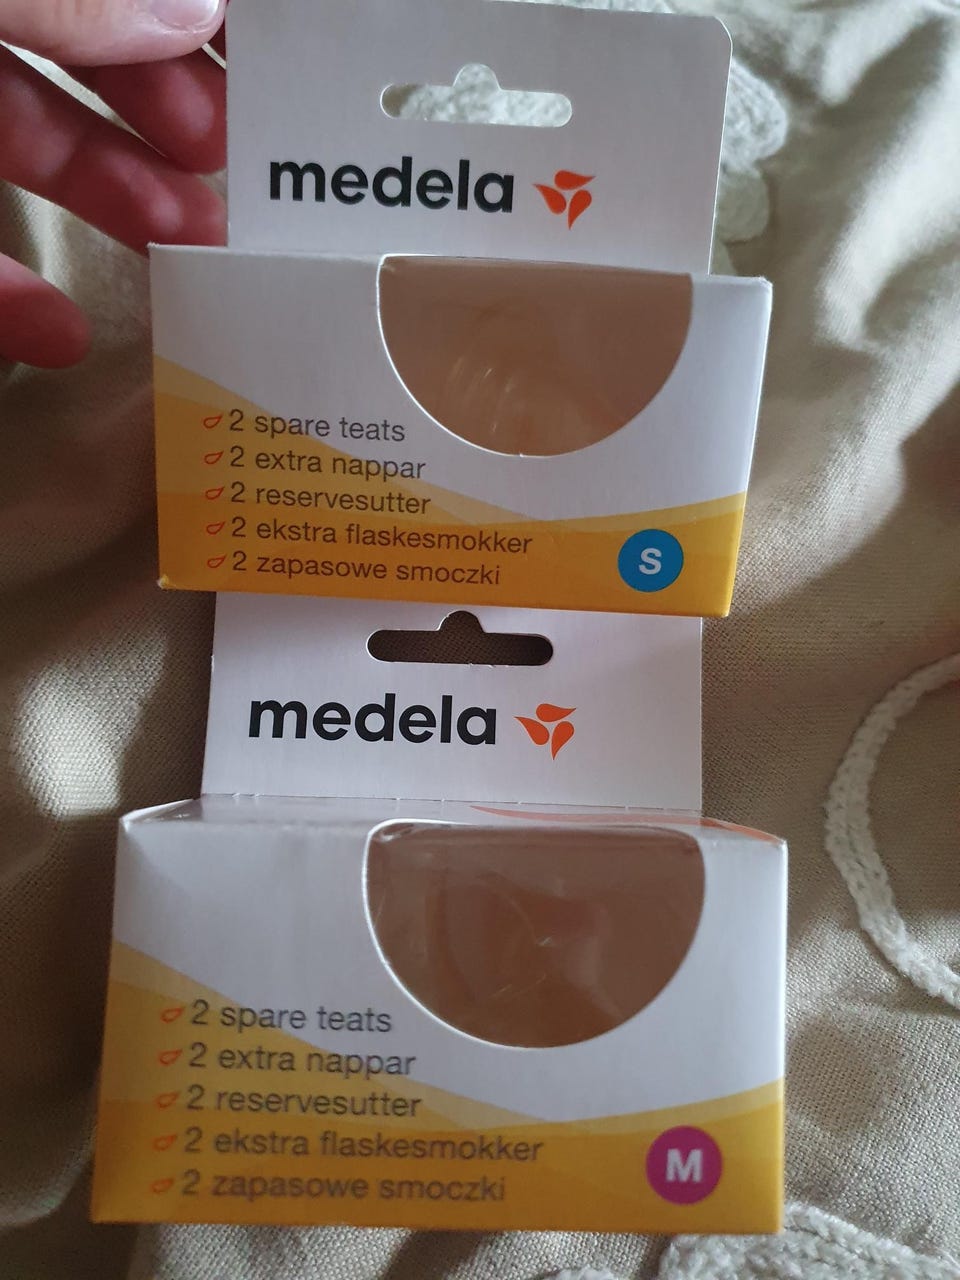 medela
2 spare teats
2 extra nappar
2 reservesutter
2 ekstra flaskesmokker
2 zapasowe smoczki
S
medela
2 spare teats
2 extra nappar
2 reservesutter
2 ekstra flaskesmokker
2 zapasowe smoczki
M